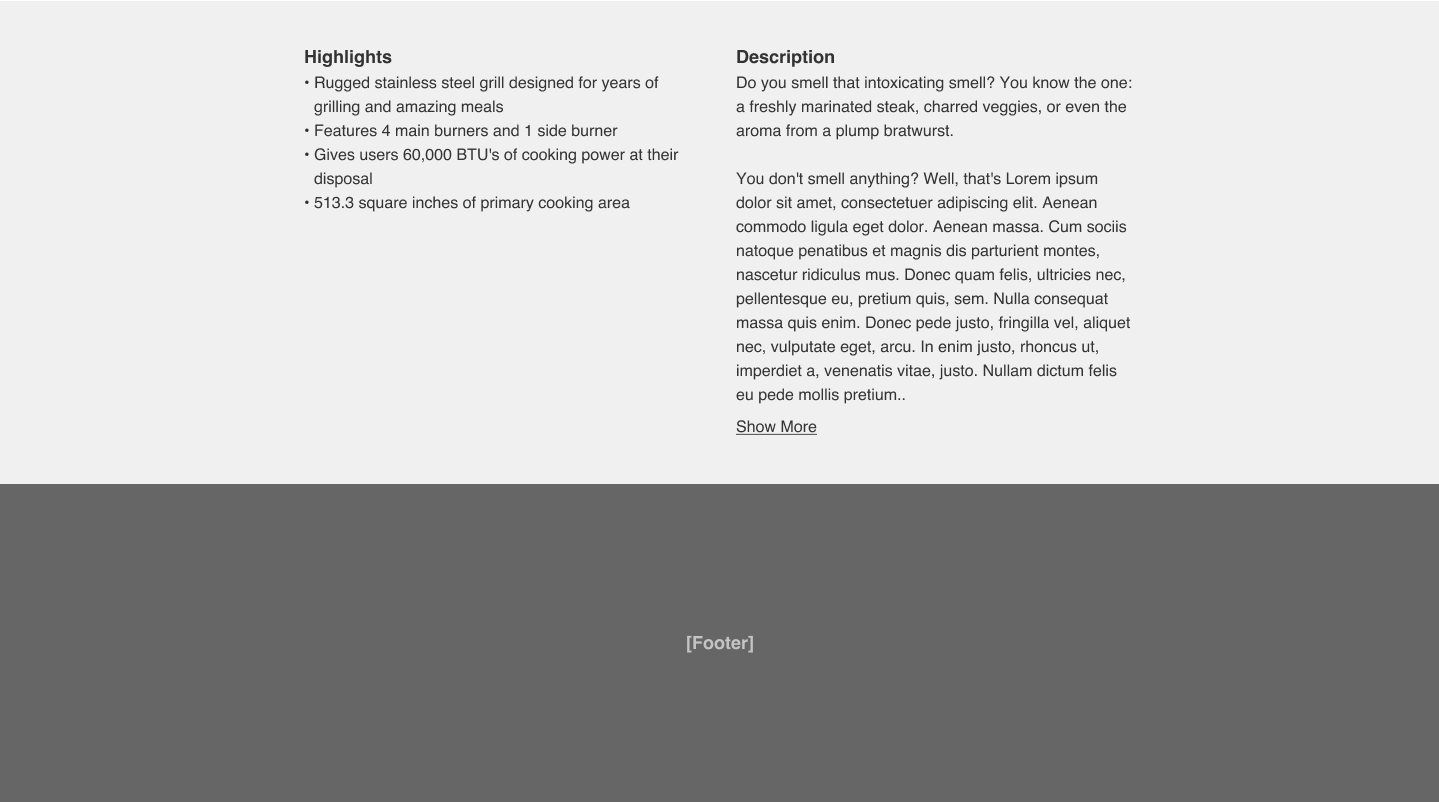 Highlights
• Rugged stainless steel grill designed for years of
grilling and amazing meals
• Features 4 main burners and 1 side burner
• Gives users 60,000 BTU's of cooking power at their
disposal
• 513.3 square inches of primary cooking area
Description
Do you smell that intoxicating smell? You know the one:
a freshly marinated steak, charred veggies, or even the
aroma from a plump bratwurst.
You don't smell anything? Well, that's Lorem ipsum
dolor sit amet, consectetuer adipiscing elit. Aenean
commodo ligula eget dolor. Aenean massa. Cum sociis
natoque penatibus et magnis dis parturient montes,
nascetur ridiculus mus. Donec quam felis, ultricies nec,
pellentesque eu, pretium quis, sem. Nulla consequat
massa quis enim. Donec pede justo, fringilla vel, aliquet
nec, vulputate eget, arcu. In enim justo, rhoncus ut,
imperdiet a, venenatis vitae, justo. Nullam dictum felis
eu pede mollis pretium..
Show More
[Footer]